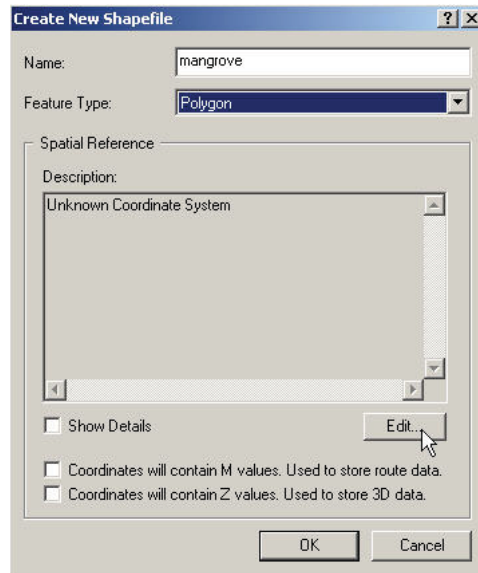 Create New Shapefile
Name: mangrove
Feature Type: Polygon
Spatial Reference
Description:
Unknown Coordinate System
Show Details Edit...
Coordinates will contain M values. Used to store route data.
Coordinates will contain Z values. Used to store 3D data.
OK Cancel